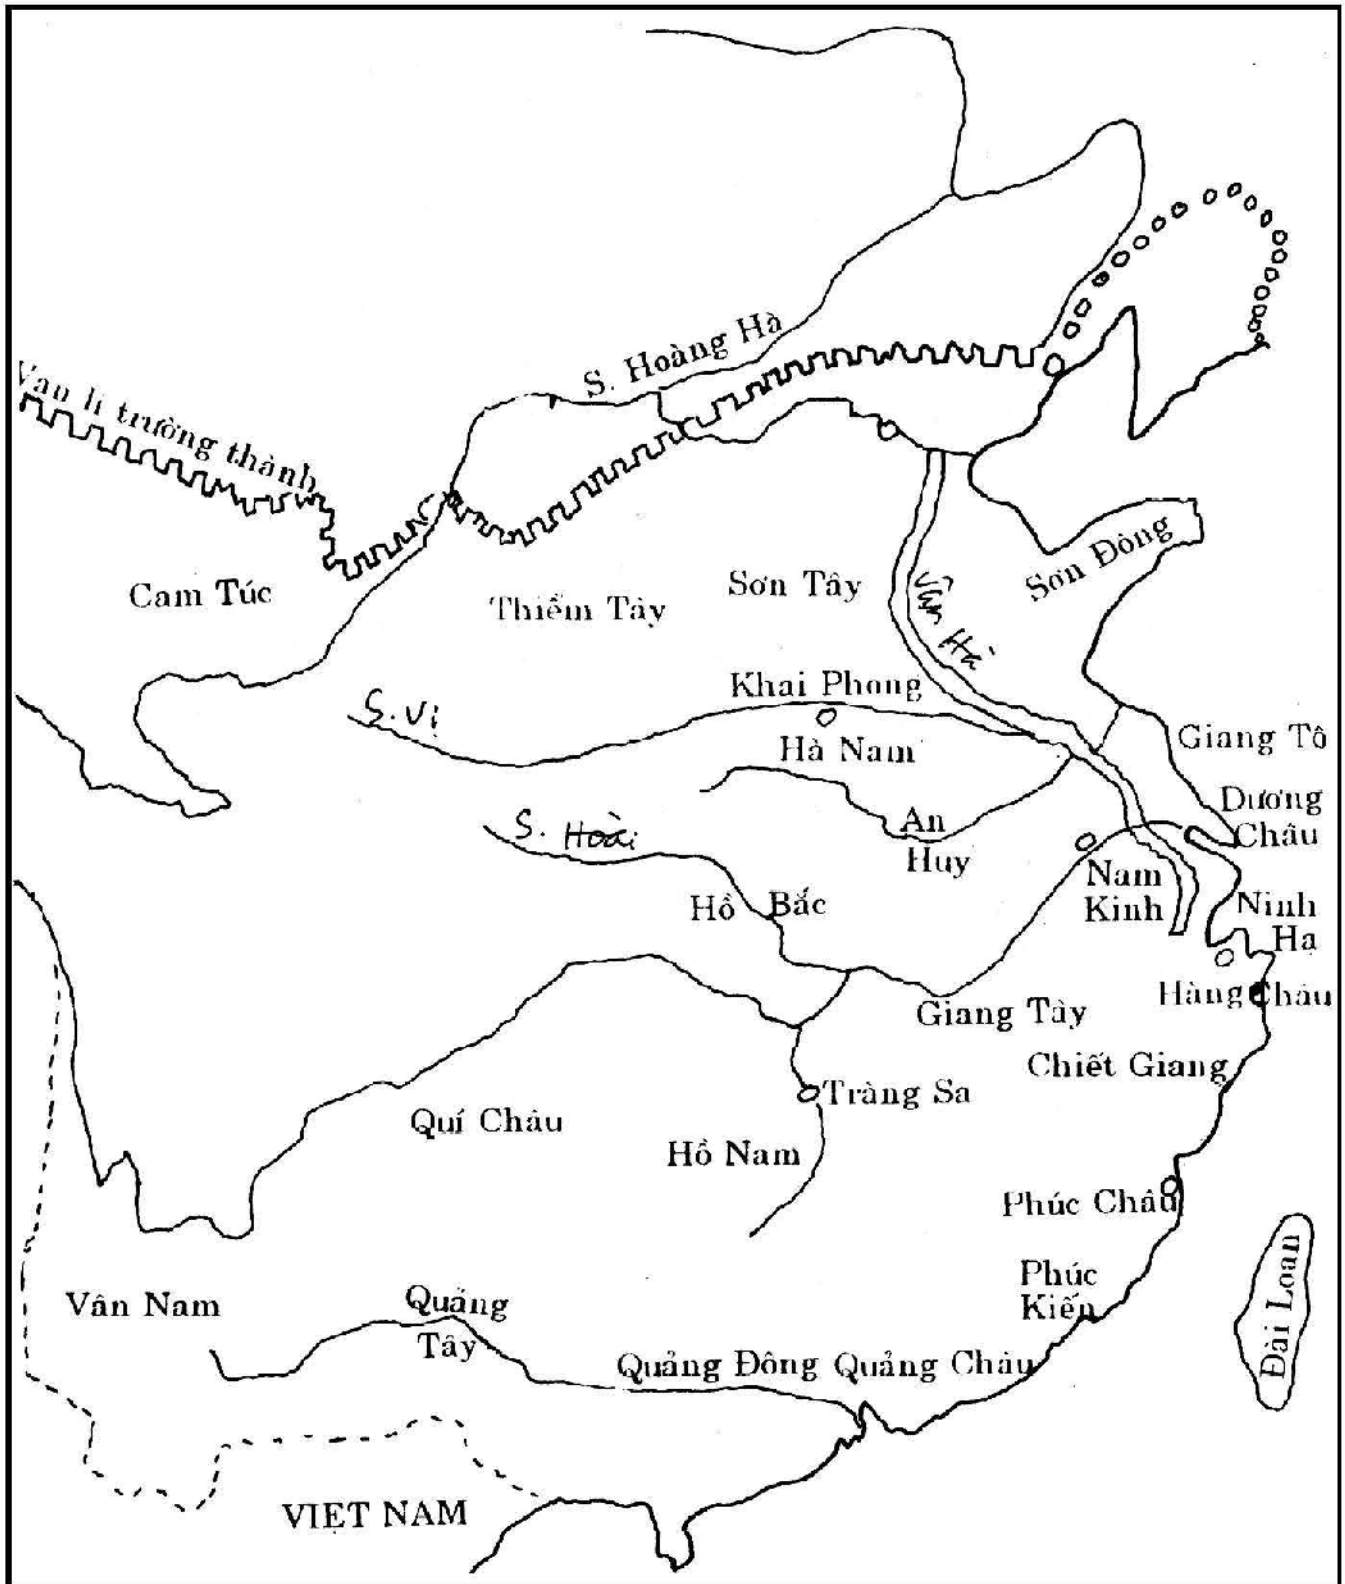 S. Hoàng Hà
Vạn lí trường thành
Cam Túc
Thiểm Tây
Sơn Tây
Sơn Đông
Vận Hà
S. Vị
Khai Phong
Hà Nam
Giang Tô
Dương
Châu
S. Hoài
An
Huy
Nam
Kinh
Hồ Bắc
Ninh
Hạ
Hàng Châu
Giang Tây
Chiết Giang
Tràng Sa
Quí Châu
Hồ Nam
Phúc Châu
Phúc
Kiến
Đài Loan
Vân Nam
Quảng
Tây
Quảng Đông Quảng Châu
VIỆT NAM